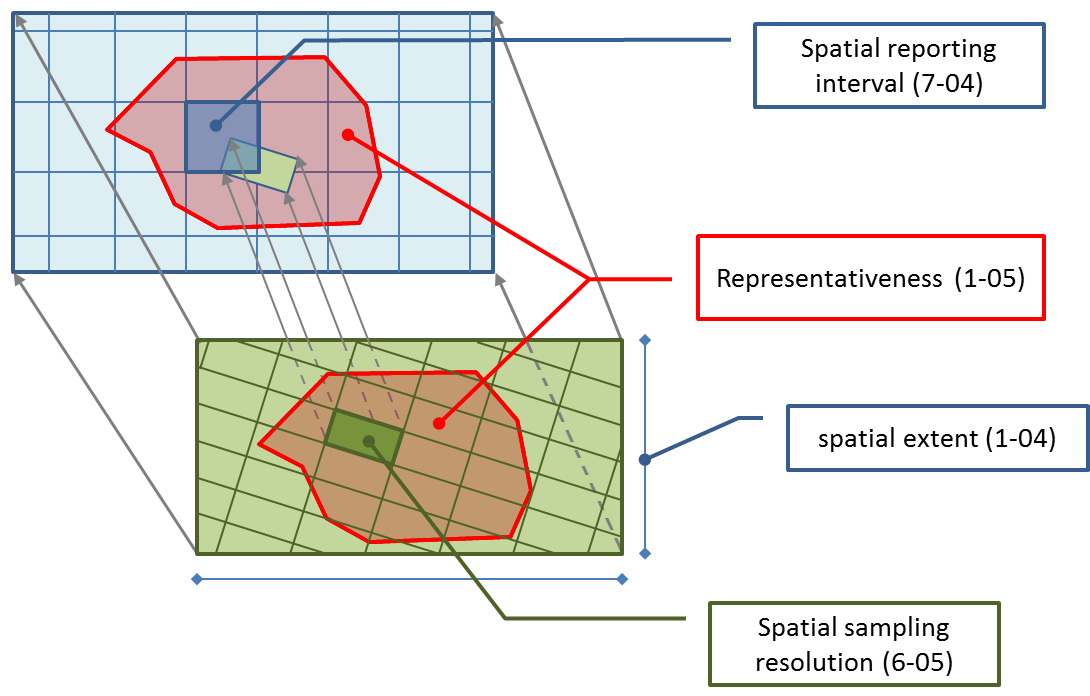 Spatial reporting
interval (7-04)
Representativeness (1-05)
spatial extent (1-04)
Spatial sampling
resolution (6-05)